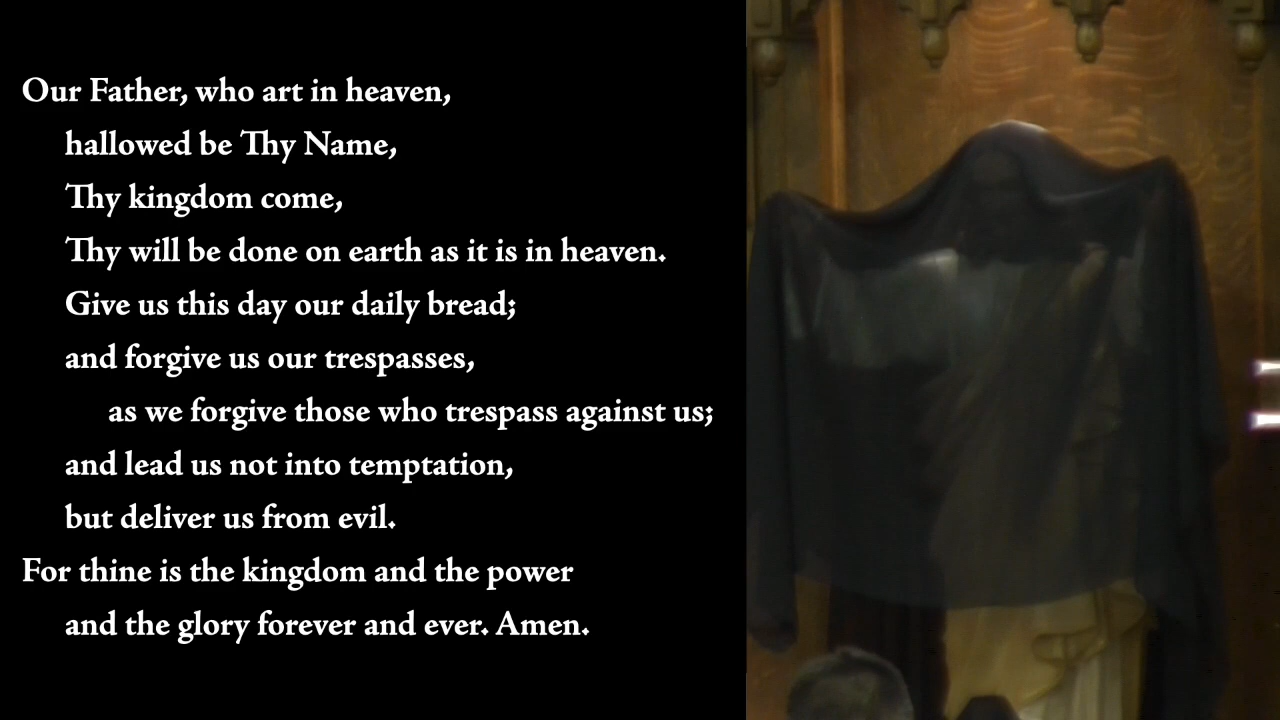 Our Father, who art in heaven,
hallowed be Thy Name,
Thy kingdom come,
Thy will be done on earth as it is in heaven.
Give us this day our daily bread;
and forgive us our trespasses,
as we forgive those who trespass against us;
and lead us not into temptation,
but deliver us from evil.
For thine is the kingdom and the power
and the glory forever and ever. Amen.